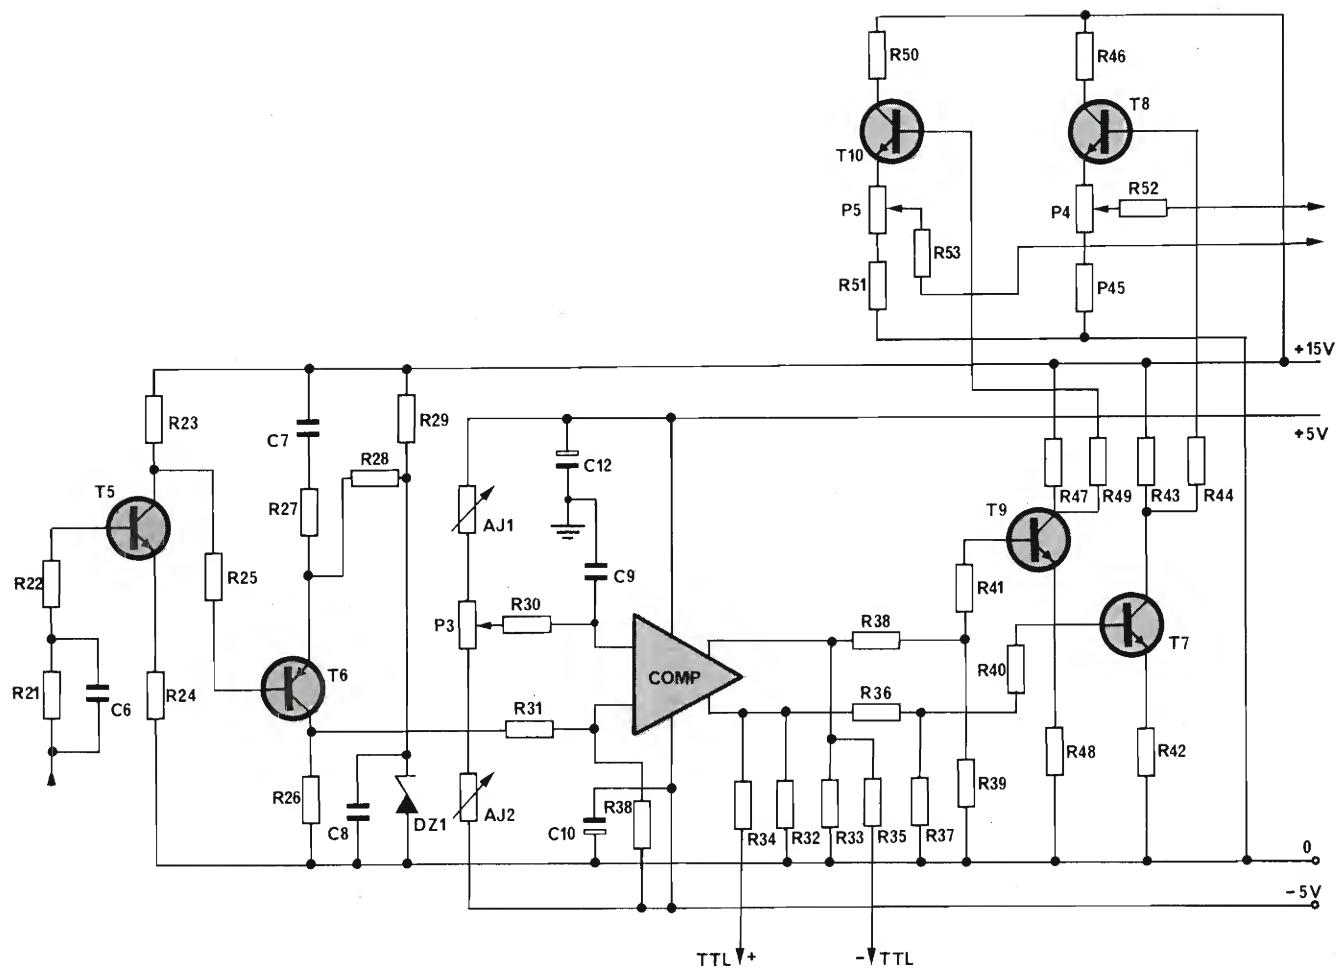 R50
R46
T8
T10
R52
P5
P4
R53
R51
P45
+15V
R23
R29
C7
+5V
R28
C12
T5
R27
AJ1
R47
R49
R43
R44
T9
R22
R25
C9
R41
P3
R30
R38
T6
COMP
T7
R40
R21
C6
R24
R31
R36
R48
R42
R26
R39
C8
DZ1
AJ2
R38
C10
R34
R32
R33
R35
R37
0
-5V
TTL +
- TTL